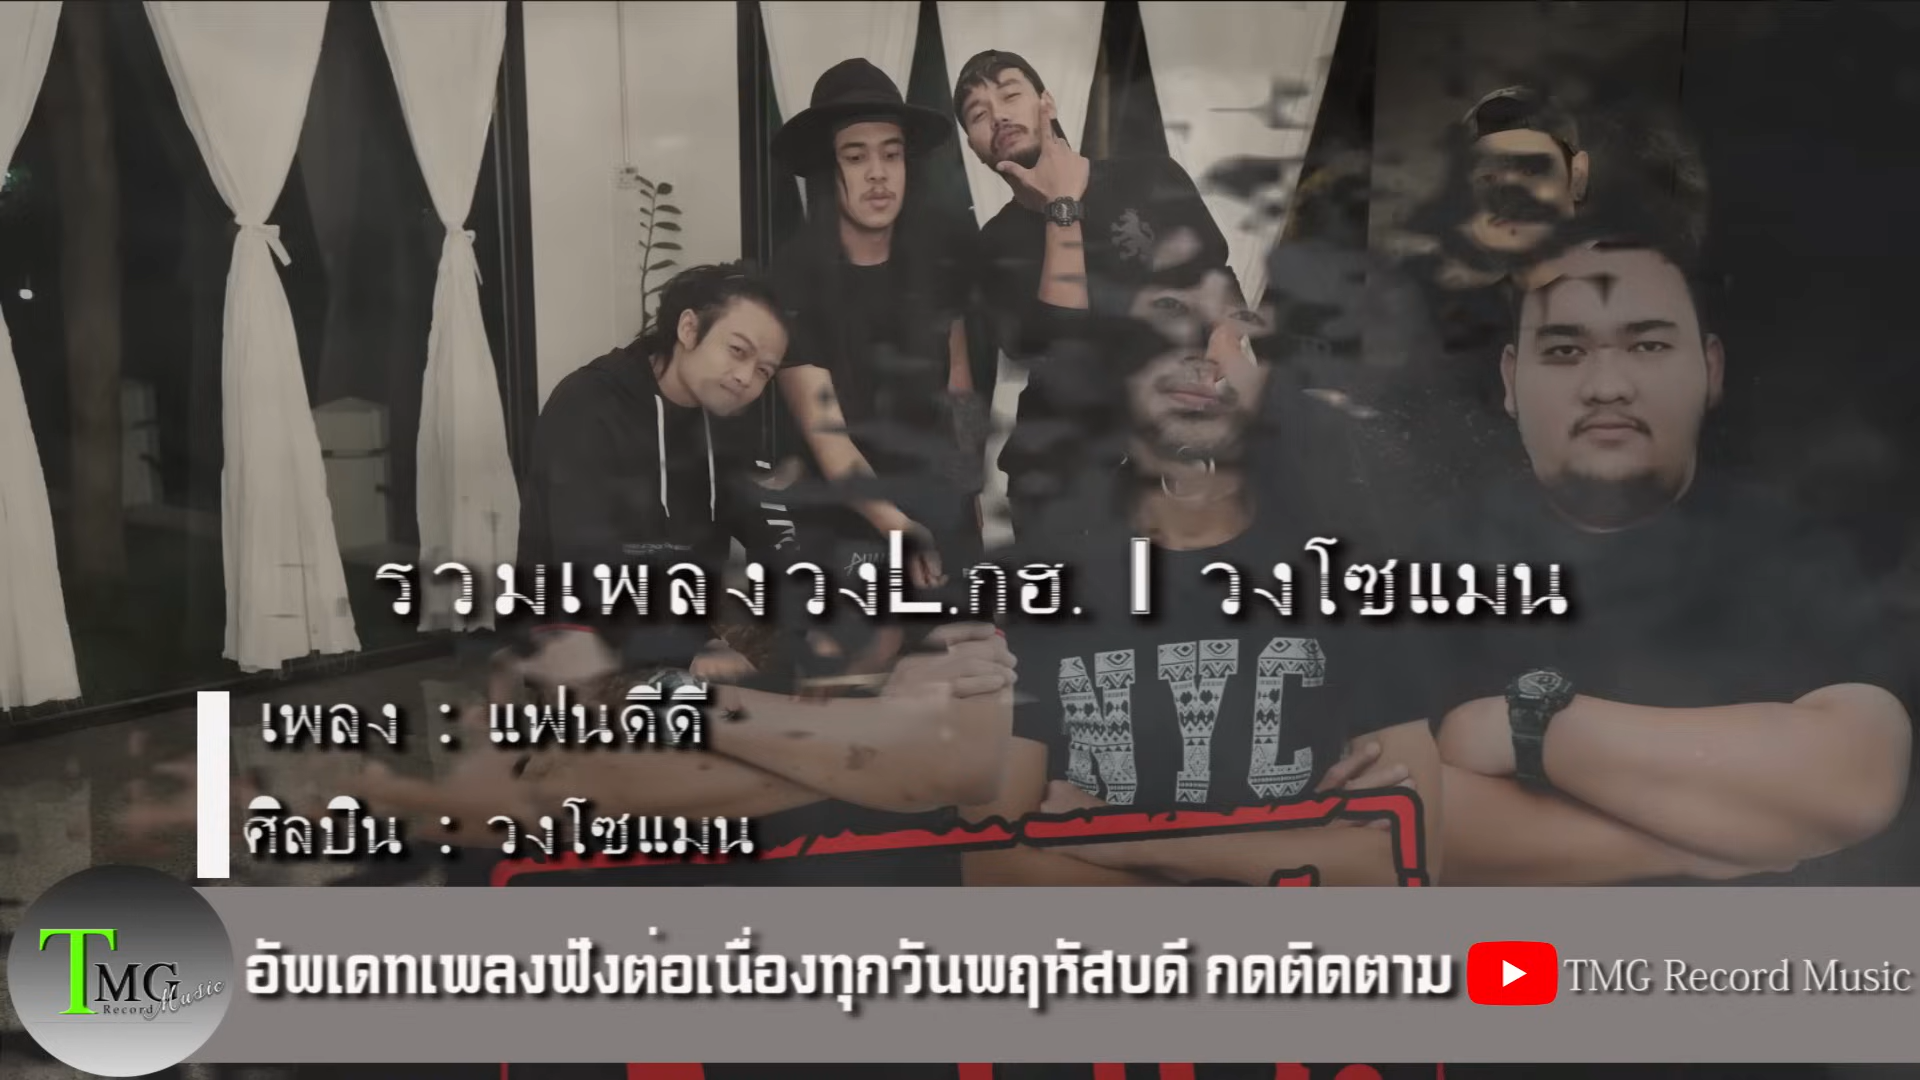 รวมเพลงวงL.กฮ. I วงโซแมน
NYC
เพลง : แฟนดีดี
ศิลปิน : วงโซแมน
TMG Record Music
อัพเดทเพลงฟังต่อเนื่องทุกวันพฤหัสบดี กดติดตาม TMG Record Music